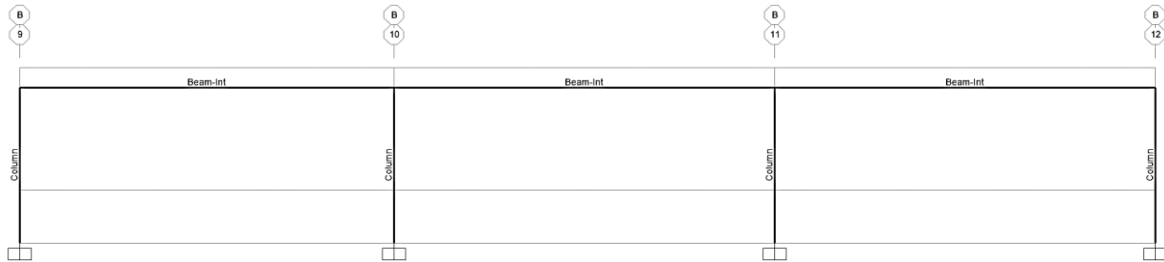 B B B B
9 10 11 12
Beam-Int Beam-Int Beam-Int
Column Column Column Column